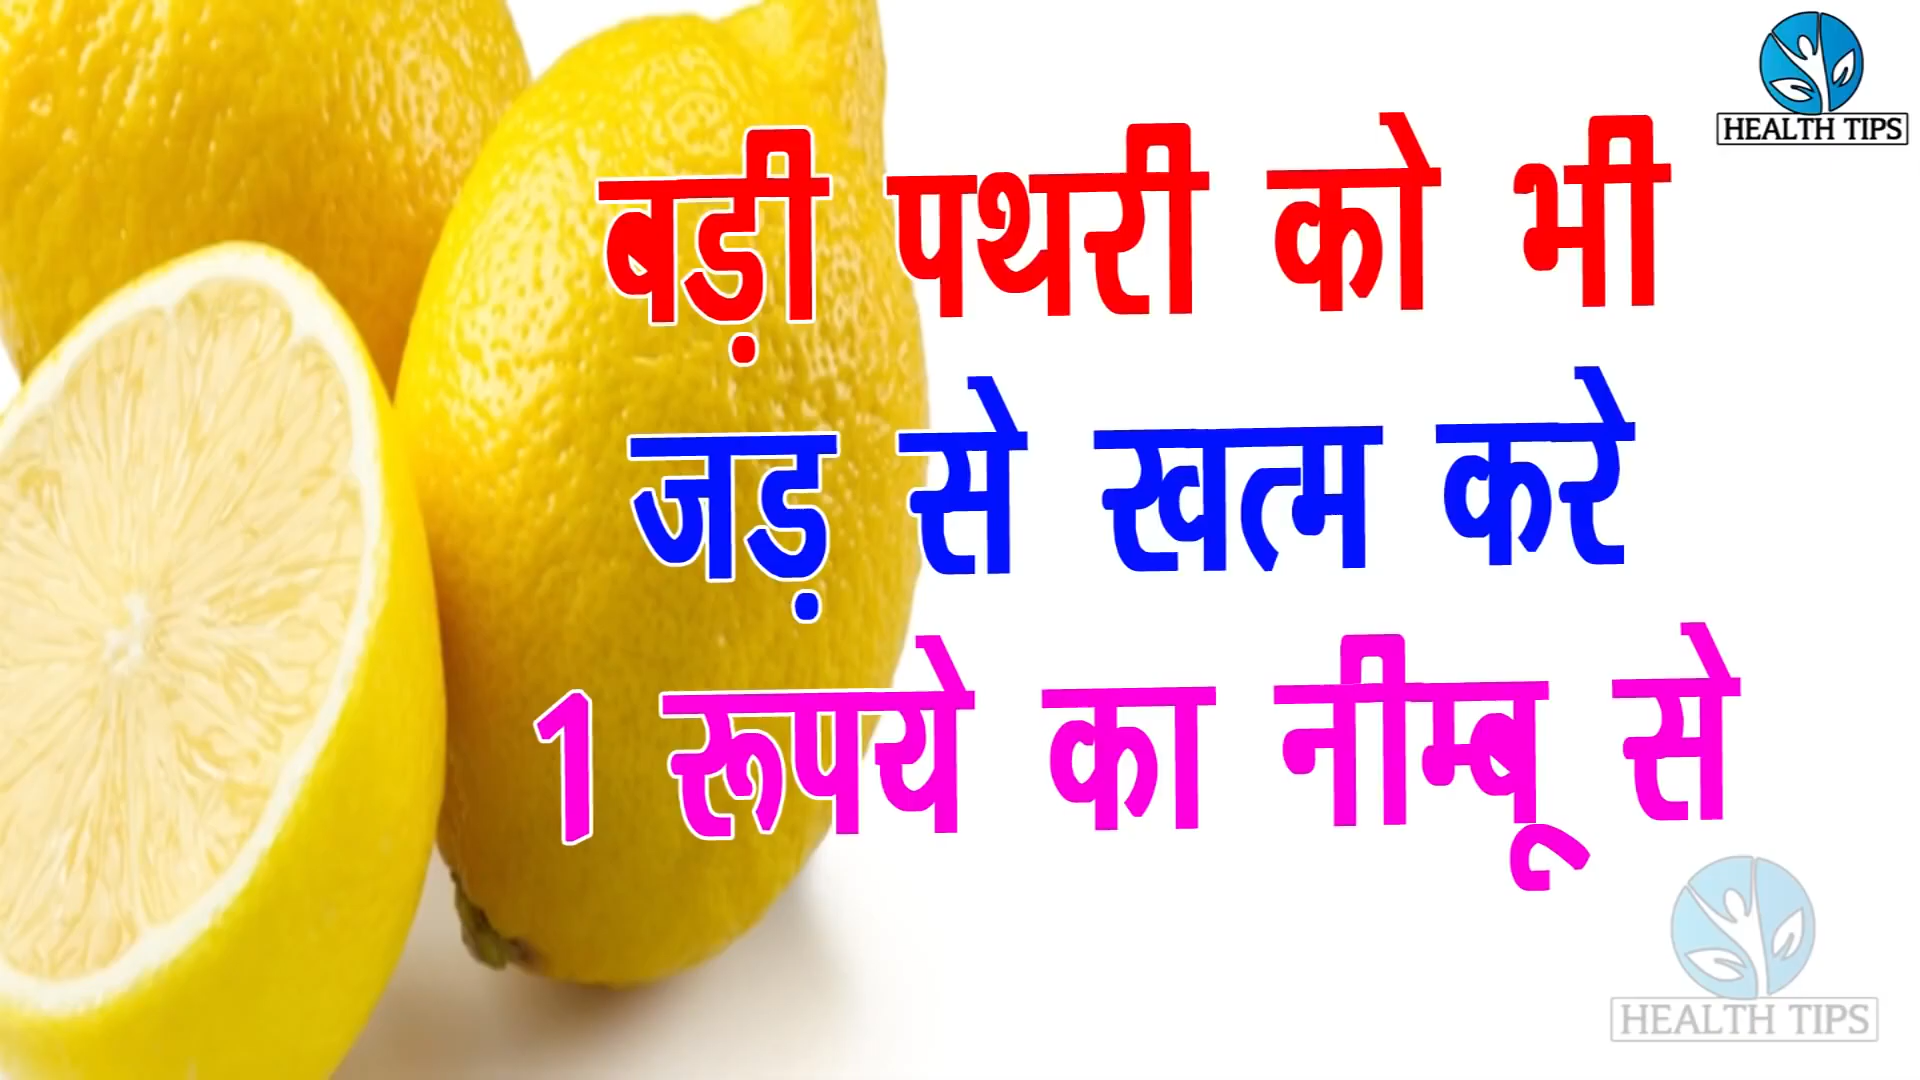 HEALTH TIPS
बड़ी पथरी को भी
जड़ से खत्म करे
1 रूपये का नीम्बू से
HEALTH TIPS